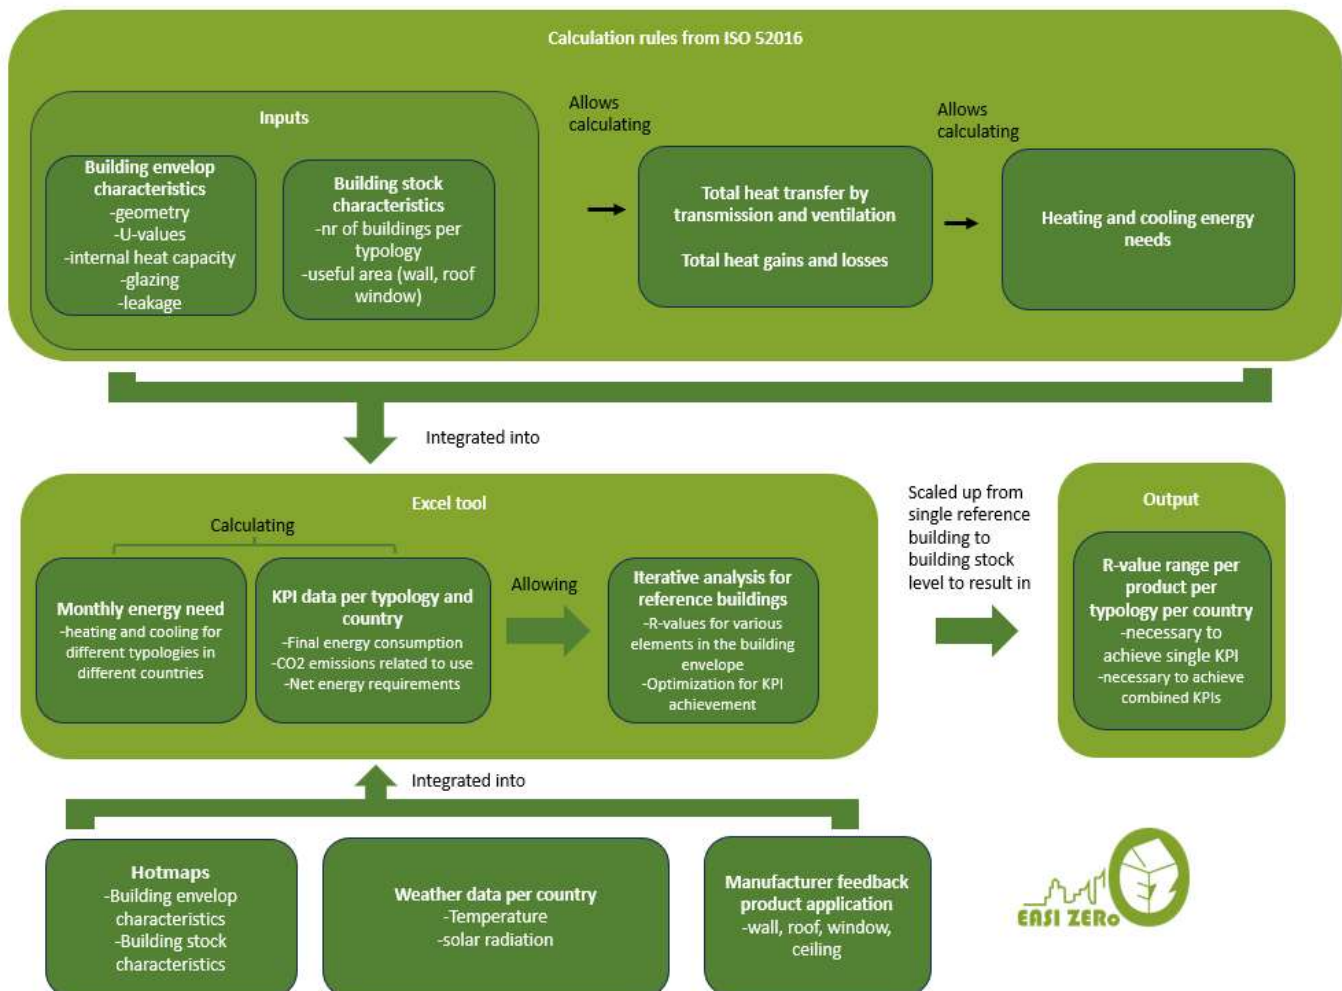 Calculation rules from ISO 52016
Inputs
Building envelop
characteristics
-geometry
-U-values
-internal heat capacity
-glazing
-leakage
Building stock
characteristics
-nr of buildings per
typology
-useful area (wall, roof
window)
Allows
calculating
Total heat transfer by
transmission and ventilation
Total heat gains and losses
Allows
calculating
Heating and cooling energy
needs
Integrated into
Excel tool
Calculating
Monthly energy need
-heating and cooling for
different typologies in
different countries
KPI data per typology and
country
-Final energy consumption
-CO2 emissions related to use
-Net energy requirements
Allowing
Iterative analysis for
reference buildings
-R-values for various
elements in the building
envelope
-Optimization for KPI
achievement
Scaled up from
single reference
building to
building stock
level to result in
Output
R-value range per
product per
typology per country
-necessary to
achieve single KPI
-necessary to achieve
combined KPIs
Integrated into
Hotmaps
-Building envelop
characteristics
-Building stock
characteristics
Weather data per country
-Temperature
-solar radiation
Manufacturer feedback
product application
-wall, roof, window,
ceiling
EASI ZERo